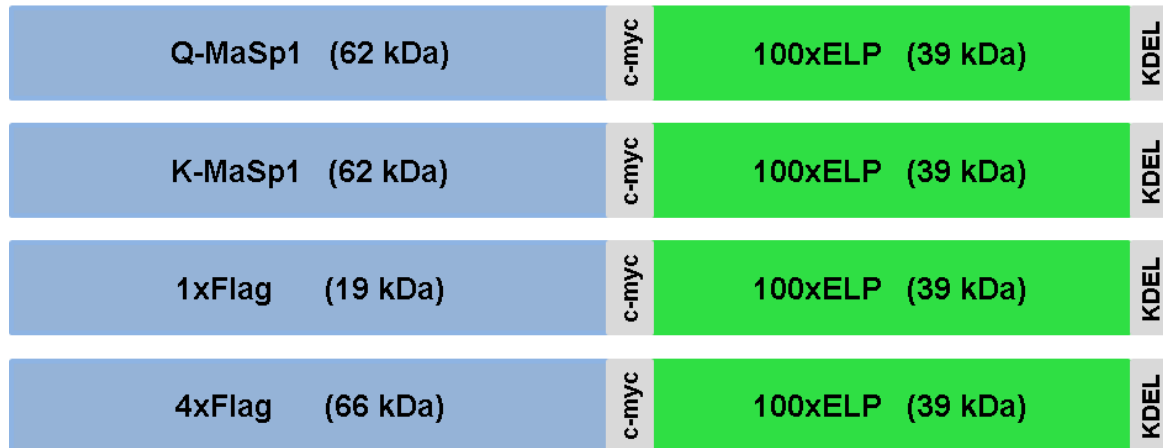 Q-MaSp1 (62 kDa) c-myc 100xELP (39 kDa) KDEL
K-MaSp1 (62 kDa) c-myc 100xELP (39 kDa) KDEL
1xFlag (19 kDa) c-myc 100xELP (39 kDa) KDEL
4xFlag (66 kDa) c-myc 100xELP (39 kDa) KDEL